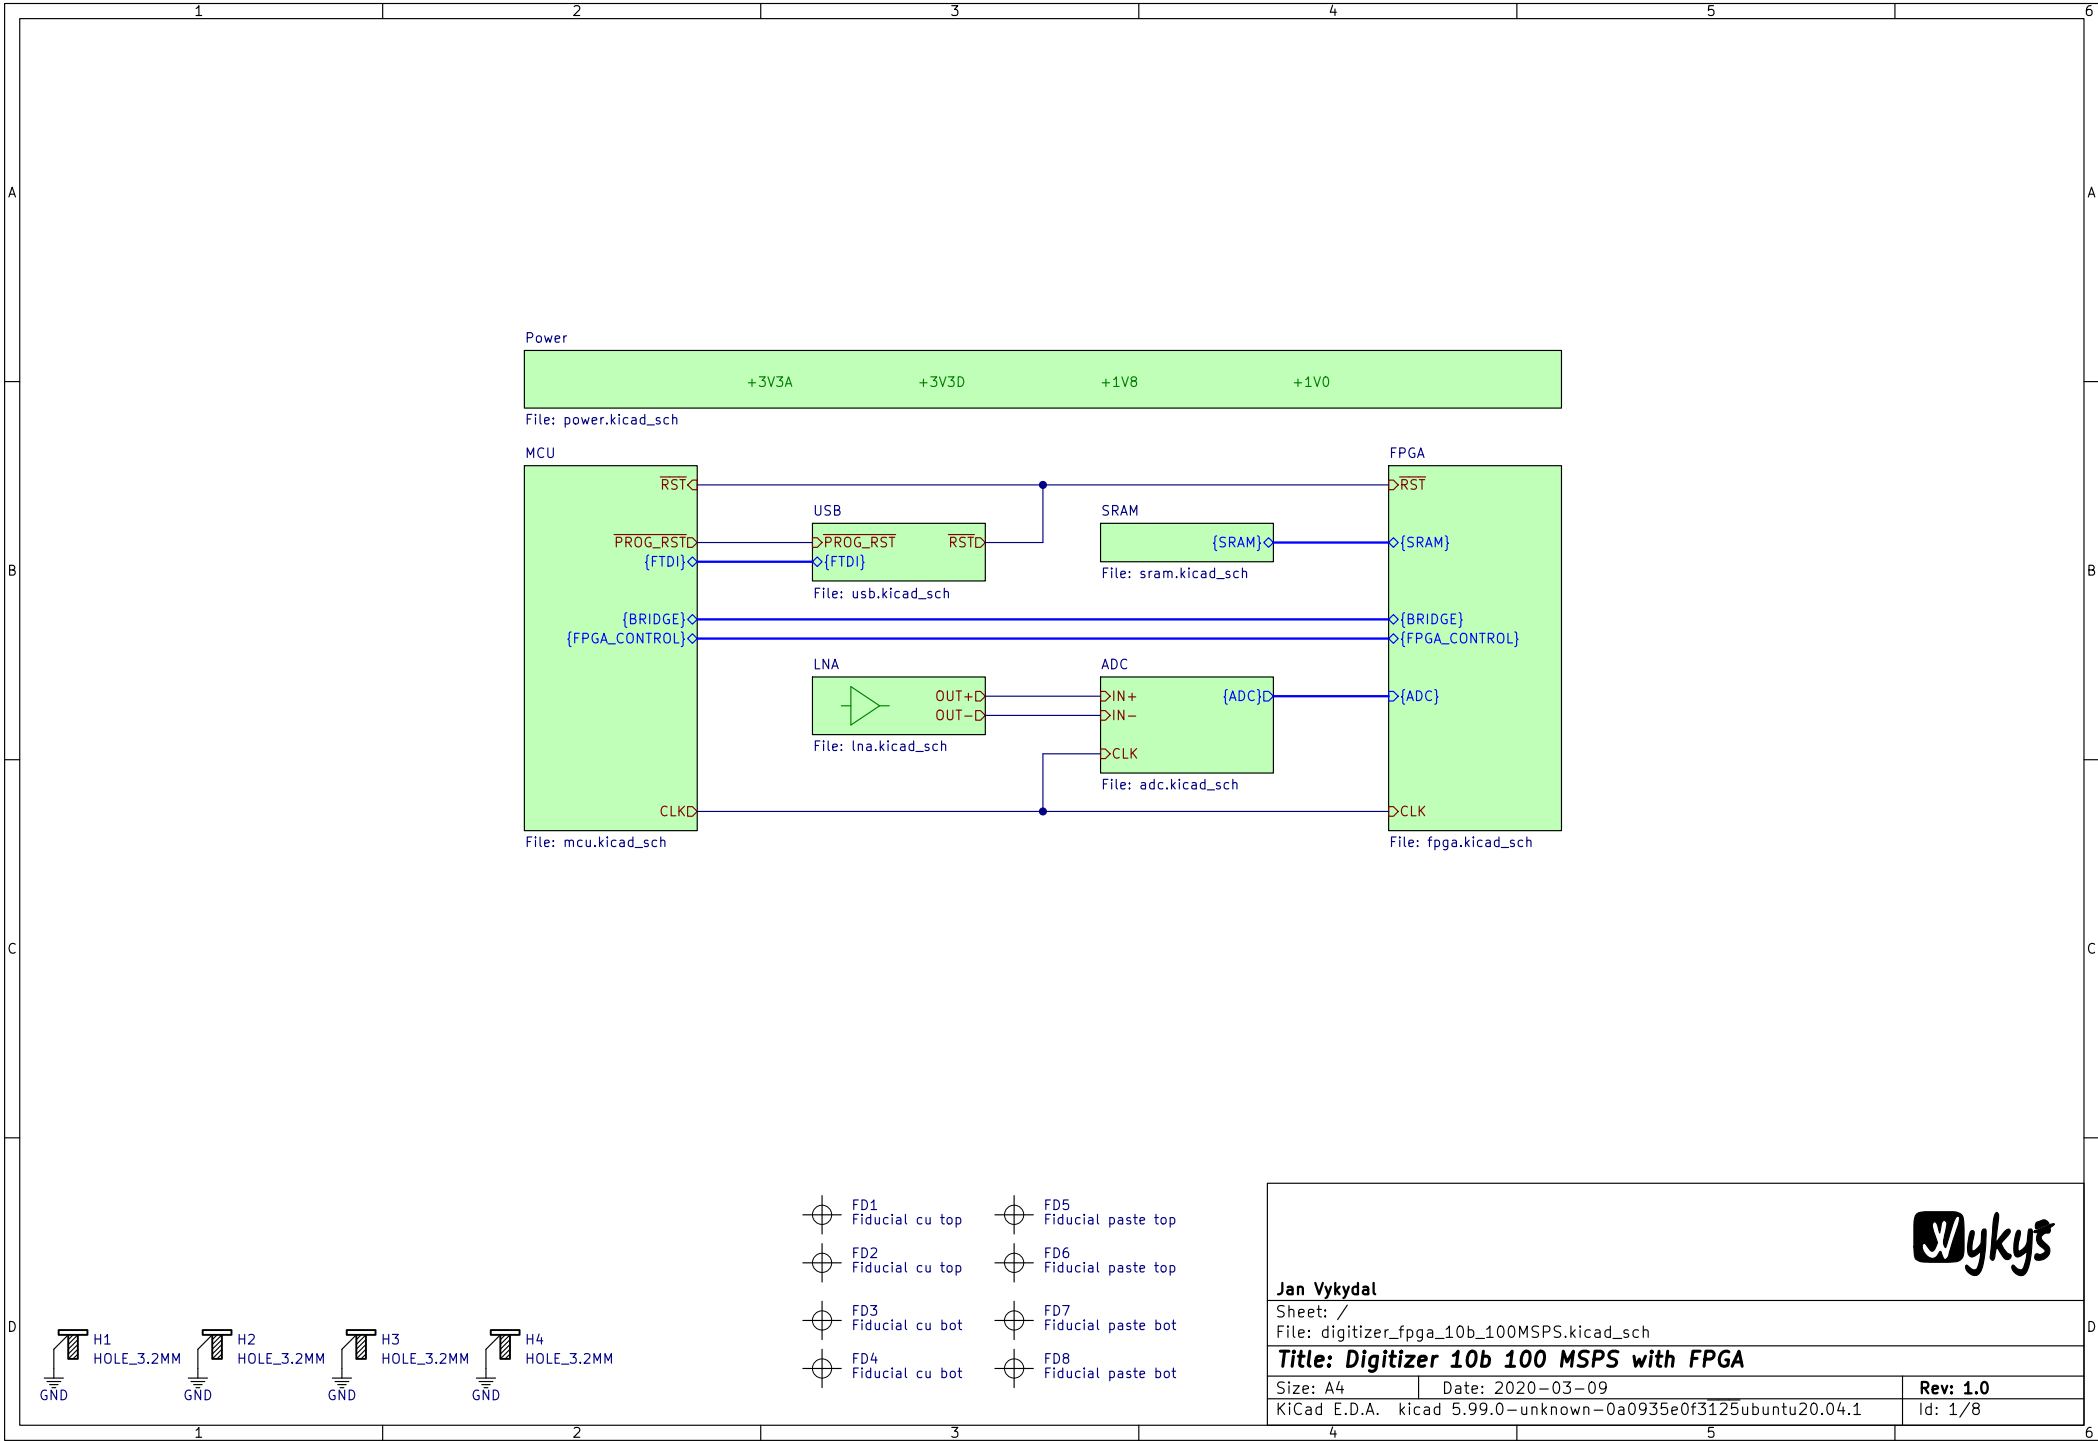 1 2 3 4 5 6
A A
Power
+3V3A +3V3D +1V8 +1V0
File: power.kicad_sch
MCU FPGA
RST RST
USB SRAM
PROG_RST PROG_RST RST {SRAM} {SRAM}
{FTDI} {FTDI}
File: sram.kicad_sch
B B
File: usb.kicad_sch
{BRIDGE} {BRIDGE}
{FPGA_CONTROL} {FPGA_CONTROL}
LNA ADC
OUT+ IN+ {ADC} {ADC}
OUT- IN-
File: lna.kicad_sch
CLK
File: adc.kicad_sch
CLK CLK
File: mcu.kicad_sch File: fpga.kicad_sch
C C
FD1 FD5
Fiducial cu top Fiducial paste top
FD2 FD6
Fiducial cu top Fiducial paste top
FD3 FD7
Fiducial cu bot Fiducial paste bot
FD4 FD8
Fiducial cu bot Fiducial paste bot
D D
H1 H2 H3 H4
HOLE_3.2MM HOLE_3.2MM HOLE_3.2MM HOLE_3.2MM
GND GND GND GND
Wykys
Jan Vykydal
Sheet: /
File: digitizer_fpga_10b_100MSPS.kicad_sch
Title: Digitizer 10b 100 MSPS with FPGA
Size: A4 Date: 2020-03-09 Rev: 1.0
KiCad E.D.A. kicad 5.99.0-unknown-0a0935e0f3125ubuntu20.04.1 Id: 1/8
1 2 3 4 5 6